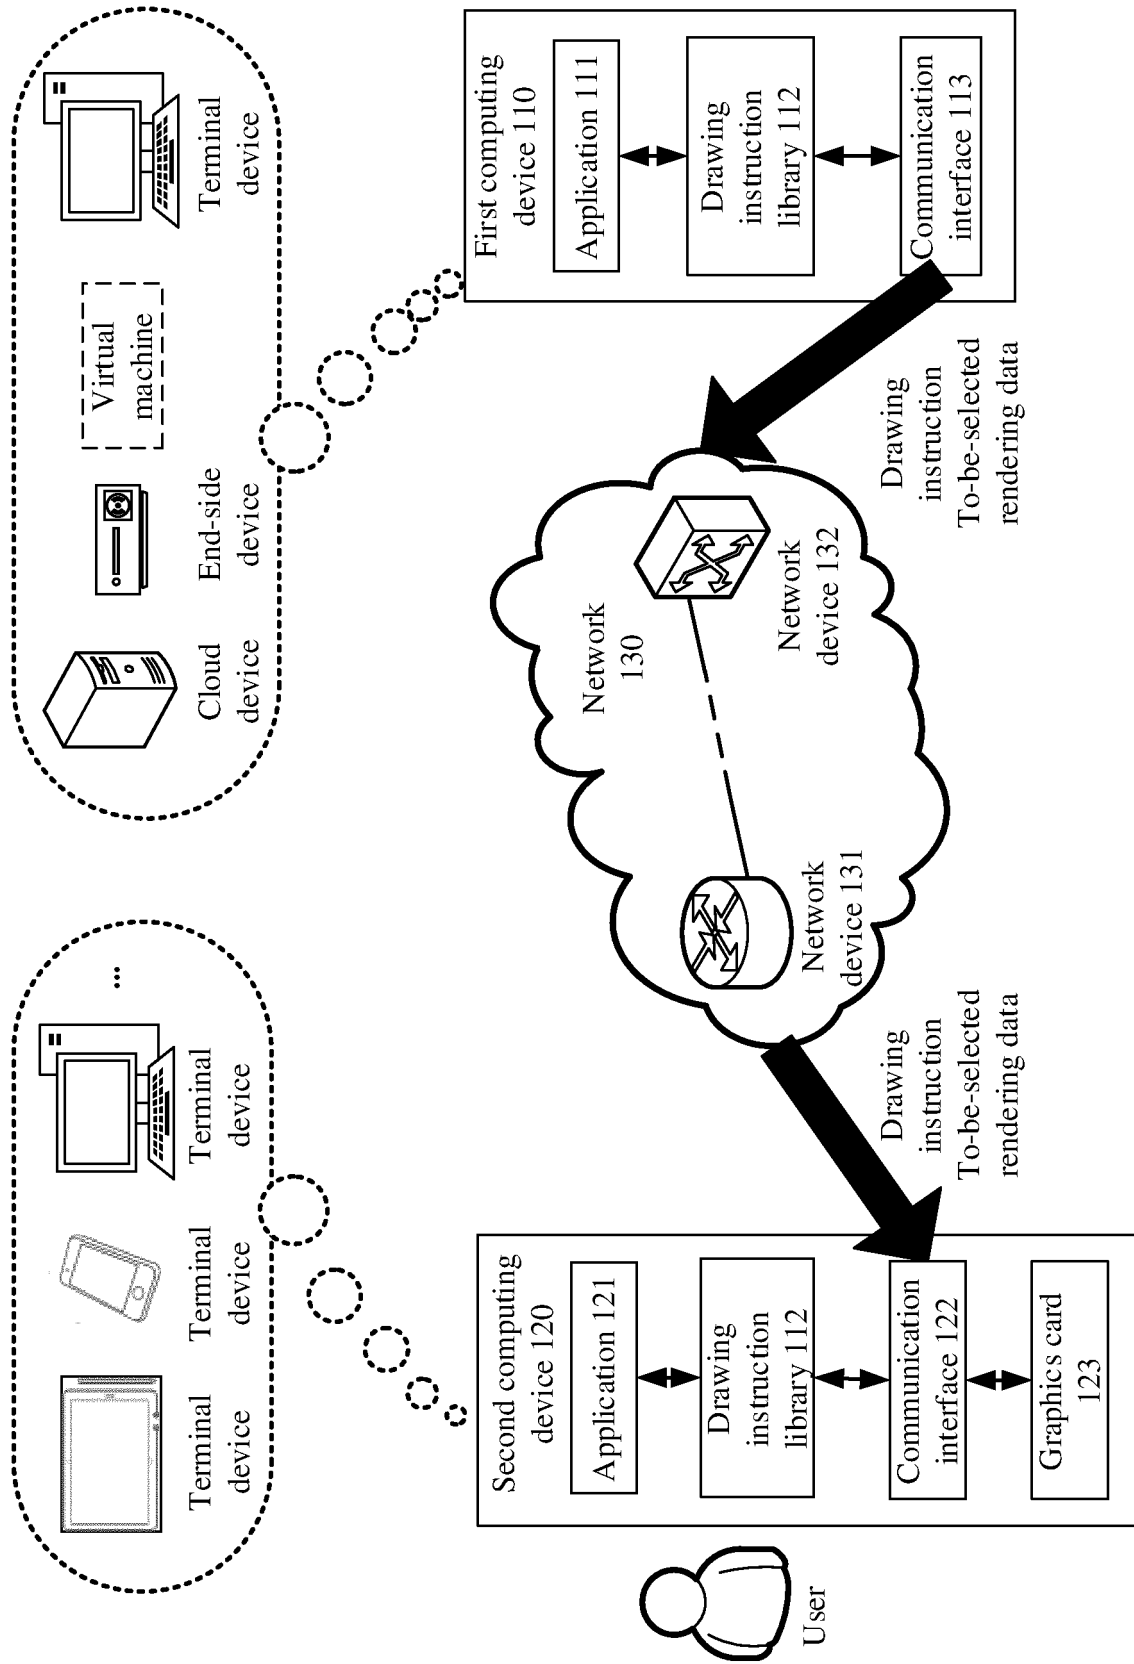 Terminal
device
Terminal
device
Terminal
device
...
Cloud
device
End-side
device
Virtual
machine
Terminal
device
User
Second computing
device 120
Application 121
Drawing
instruction
library 112
Communication
interface 122
Graphics card
123
Network
130
Network
device 131
Network
device 132
Drawing
instruction
To-be-selected
rendering data
Drawing
instruction
To-be-selected
rendering data
First computing
device 110
Application 111
Drawing
instruction
library 112
Communication
interface 113